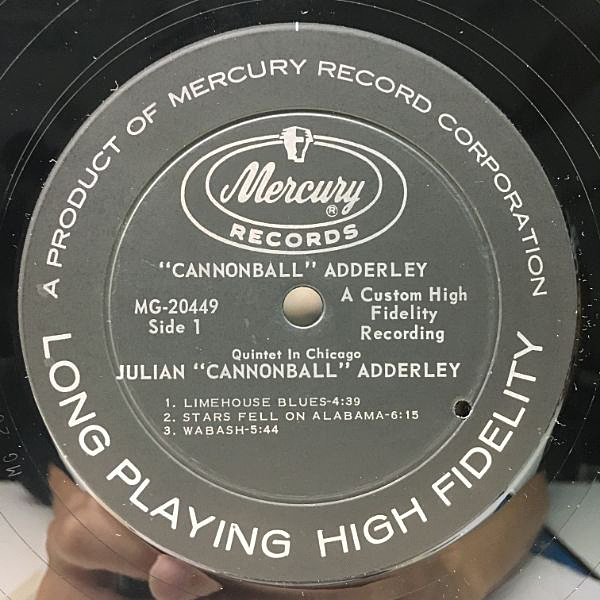 A PRODUCT OF MERCURY RECORD CORPORATION
Mercury
®
RECORDS
"CANNONBALL" ADDERLEY
MG-20449
Side 1
A Custom High
Fidelity
Recording
Quintet In Chicago
JULIAN "CANNONBALL" ADDERLEY
1. LIMEHOUSE BLUES-4:39
2. STARS FELL ON ALABAMA-6:15
3. WABASH-5:44
LONG PLAYING HIGH FIDELITY
MG